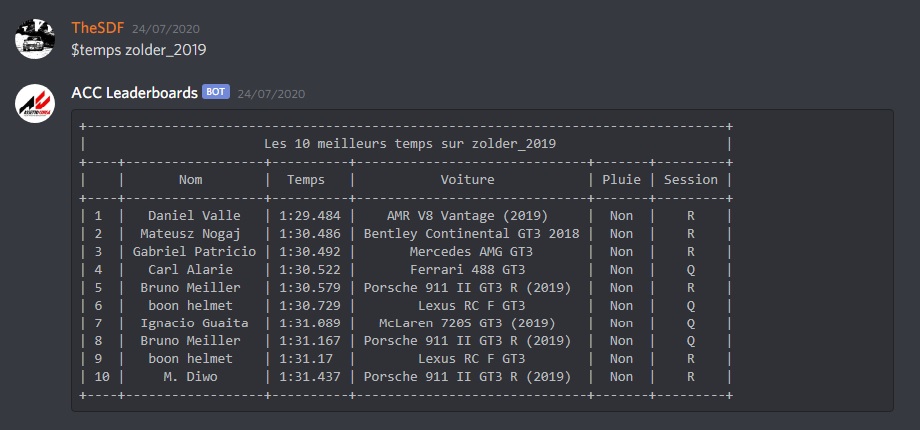 TheSDF 24/07/2020
$temps zolder_2019
ACC Leaderboards BOT 24/07/2020
+-----------------------------------------------------------------------------+
| Les 10 meilleurs temps sur zolder_2019 |
+----+------------------+----------+-----------------------------+-------+---------+
| | Nom | Temps | Voiture | Pluie | Session |
+----+------------------+----------+-----------------------------+-------+---------+
| 1 | Daniel Valle | 1:29.484 | AMR V8 Vantage (2019) | Non | R |
| 2 | Mateusz Nogaj | 1:30.486 | Bentley Continental GT3 2018 | Non | R |
| 3 | Gabriel Patricio | 1:30.492 | Mercedes AMG GT3 | Non | R |
| 4 | Carl Alarie | 1:30.522 | Ferrari 488 GT3 | Non | Q |
| 5 | Bruno Meiller | 1:30.579 | Porsche 911 II GT3 R (2019) | Non | R |
| 6 | boon helmet | 1:30.729 | Lexus RC F GT3 | Non | Q |
| 7 | Ignacio Guaita | 1:31.089 | McLaren 720S GT3 (2019) | Non | Q |
| 8 | Bruno Meiller | 1:31.167 | Porsche 911 II GT3 R (2019) | Non | Q |
| 9 | boon helmet | 1:31.17 | Lexus RC F GT3 | Non | R |
| 10 | M. Diwo | 1:31.437 | Porsche 911 II GT3 R (2019) | Non | R |
+----+------------------+----------+-----------------------------+-------+---------+